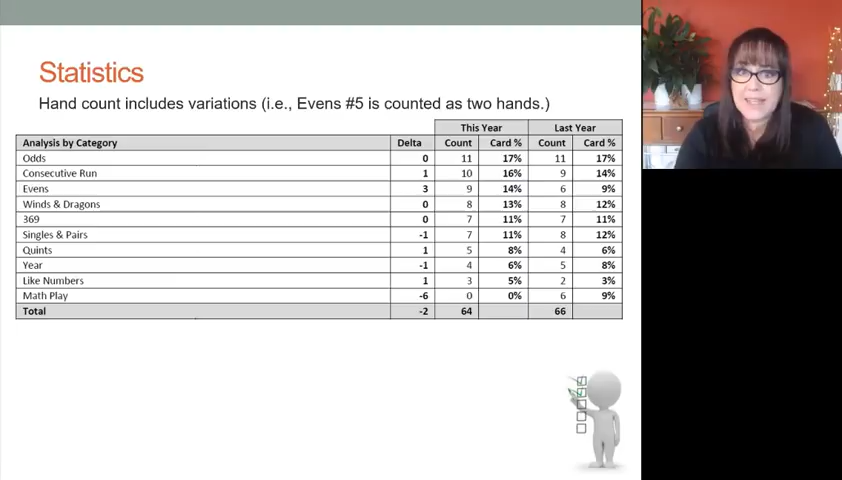 Statistics
Hand count includes variations (i.e., Evens #5 is counted as two hands.)
This Year Last Year
Analysis by Category Delta Count Card % Count Card %
Odds 0 11 17% 11 17%
Consecutive Run 1 10 16% 9 14%
Evens 3 9 14% 6 9%
Winds & Dragons 0 8 13% 8 12%
369 0 7 11% 7 11%
Singles & Pairs -1 7 11% 8 12%
Quints 1 5 8% 4 6%
Year -1 4 6% 5 8%
Like Numbers 1 3 5% 2 3%
Math Play -6 0 0% 6 9%
Total -2 64 66